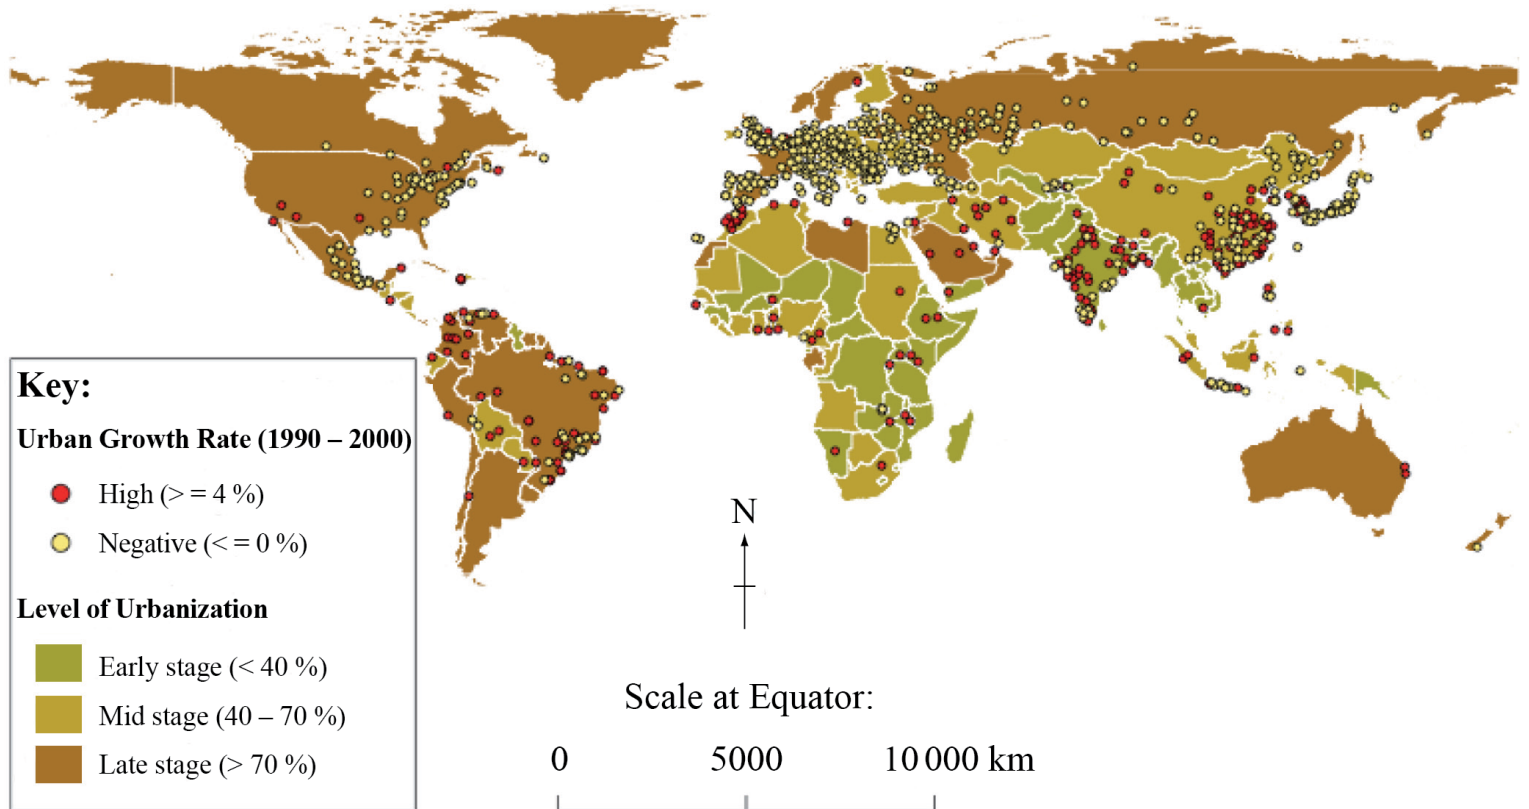 Key:
Urban Growth Rate (1990 – 2000)
High (> = 4 %)
Negative (< = 0 %)
Level of Urbanization
Early stage (< 40 %)
Mid stage (40 – 70 %)
Late stage (> 70 %)
N
Scale at Equator:
0 5000 10 000 km